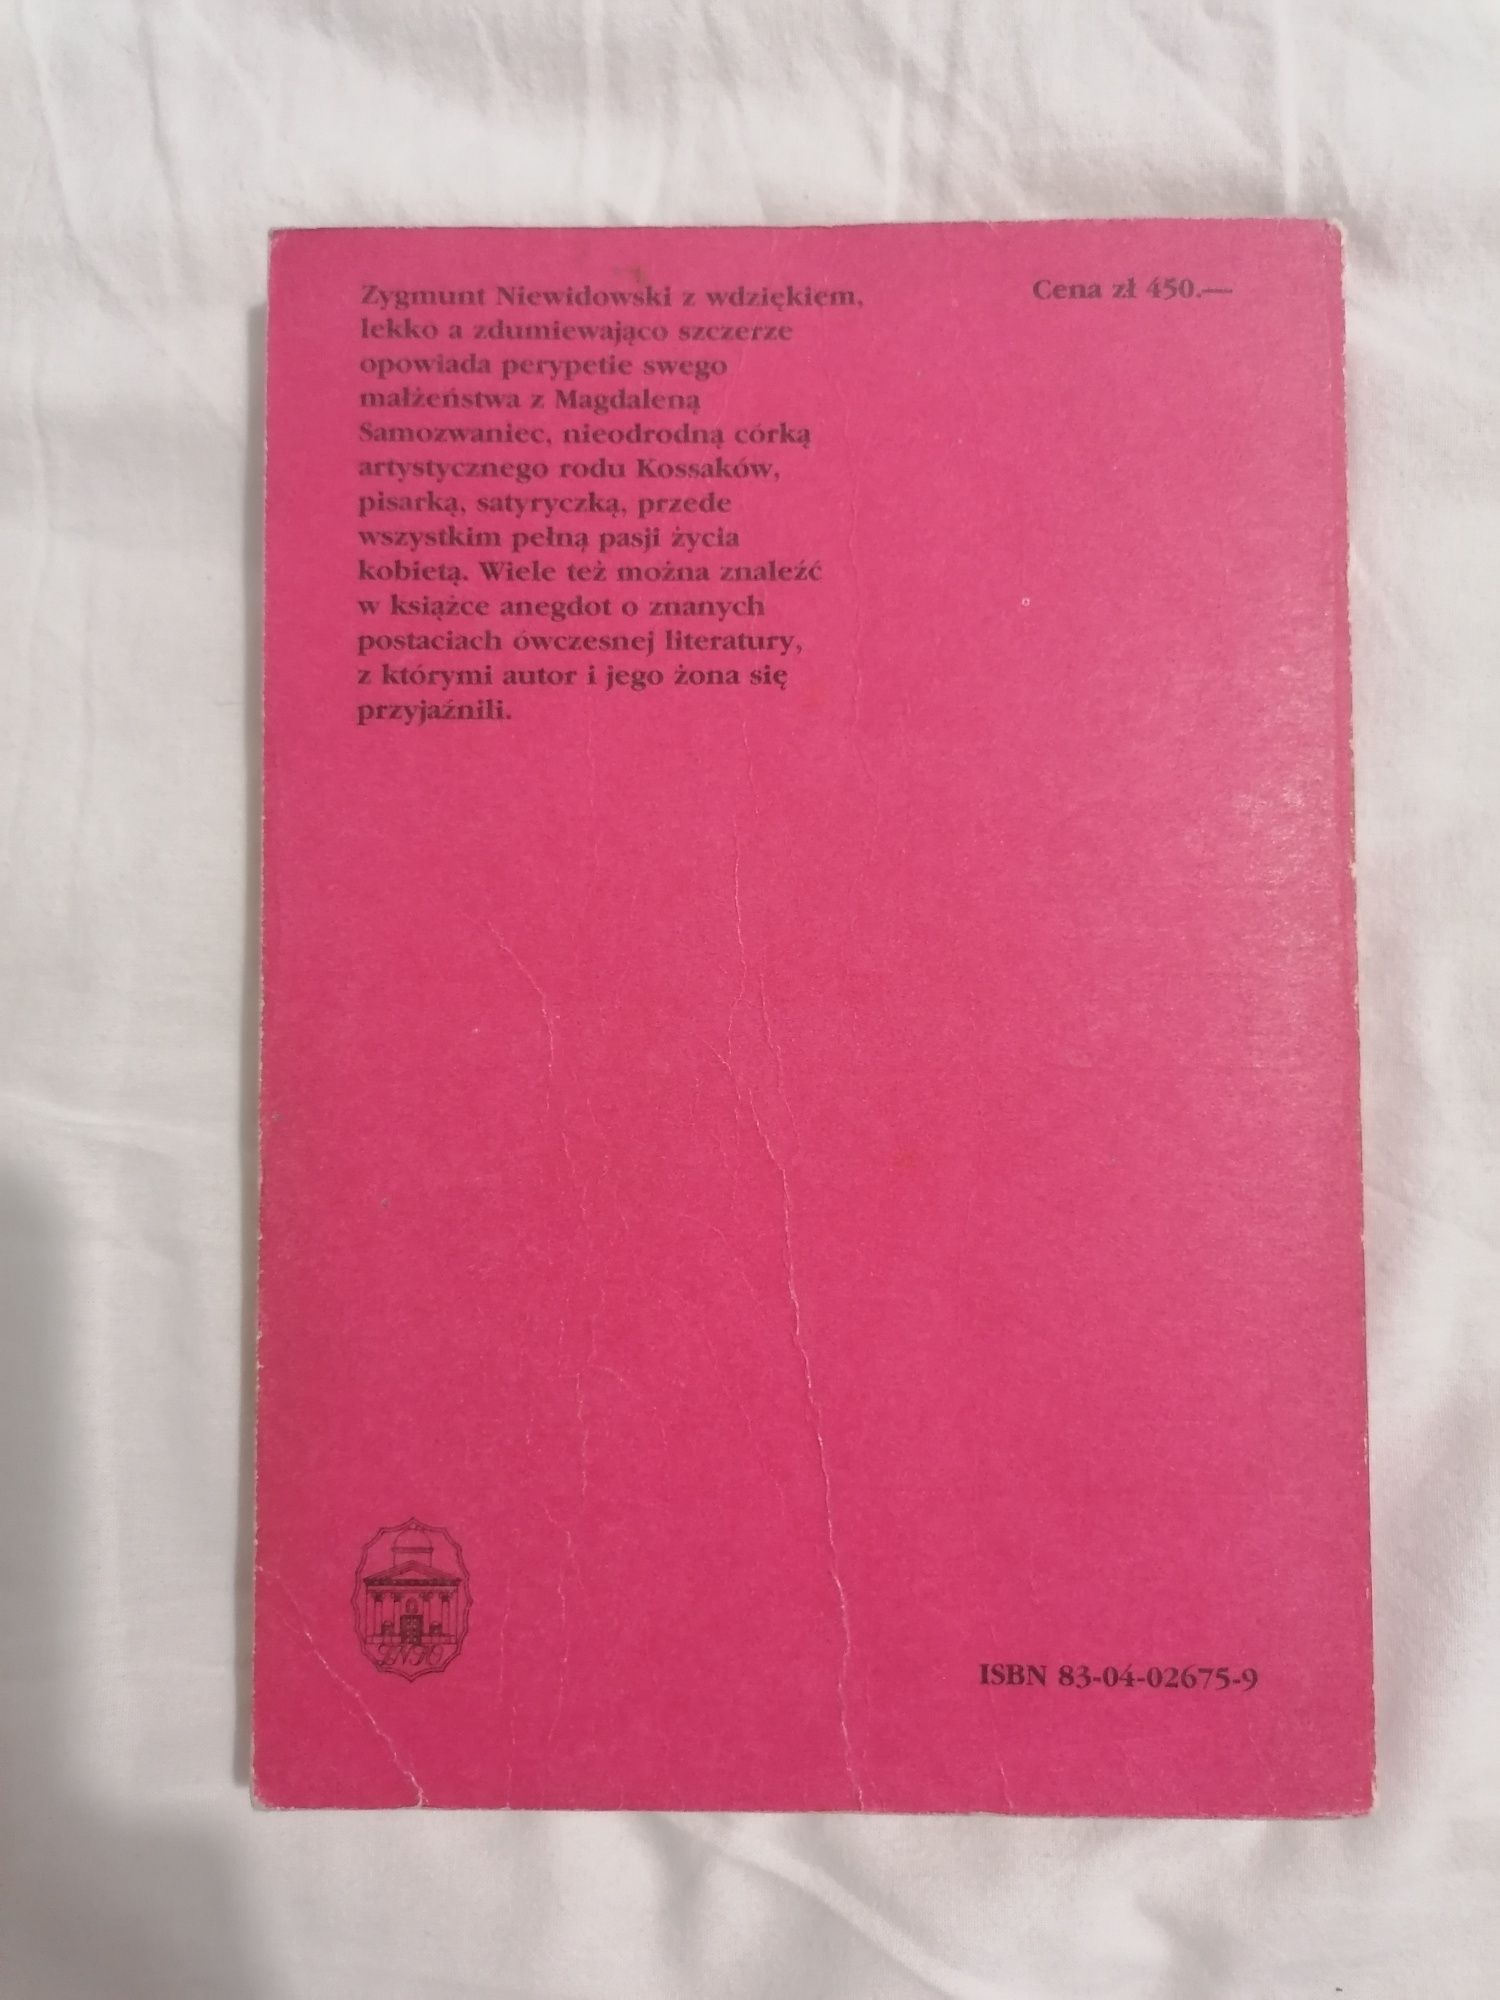 Zygmunt Niewidowski z wdziękiem,
lekko a zdumiewająco szczerze
opowiada perypetie swego
małżeństwa z Magdaleną
Samozwaniec, nieodrodną córką
artystycznego rodu Kossaków,
pisarką, satyryczką, przede
wszystkim pełną pasji życia
kobietą. Wiele też można znaleźć
w książce anegdot o znanych
postaciach ówczesnej literatury,
z którymi autor i jego żona się
przyjaźnili.
Cena zł 450.—
ISBN 83-04-02675-9